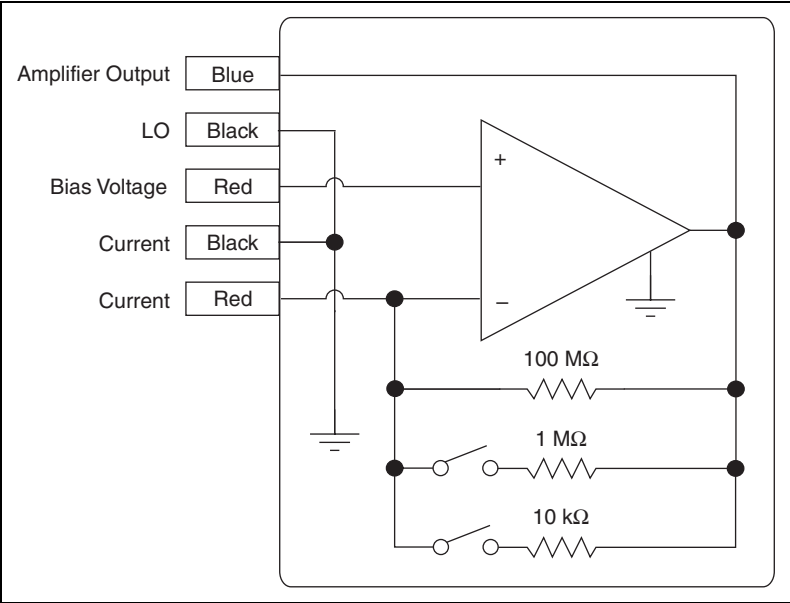 Amplifier Output Blue
LO Black
Bias Voltage Red
Current Black
Current Red
+
−
100 MΩ
1 MΩ
10 kΩ